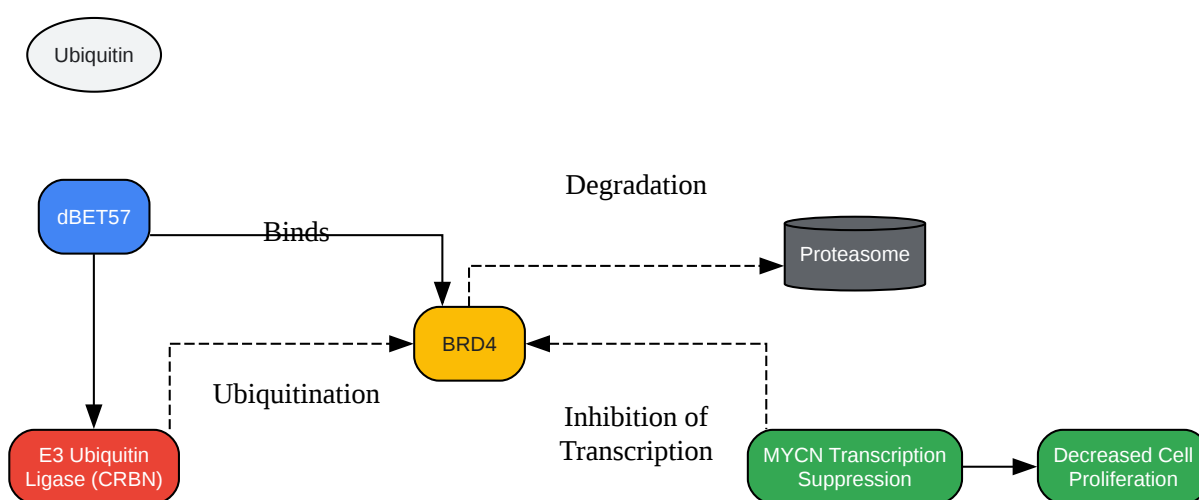 Ubiquitin
Degradation
dBET57
Binds
Proteasome
BRD4
Ubiquitination
Inhibition of
Transcription
E3 Ubiquitin
Ligase (CRBN)
MYCN Transcription
Suppression
Decreased Cell
Proliferation